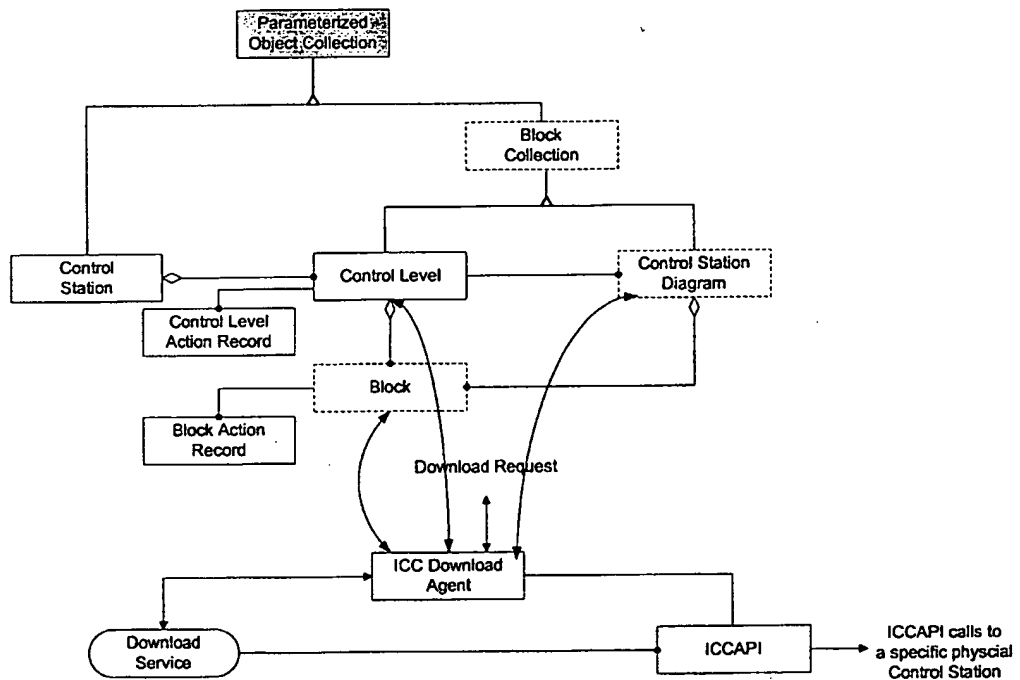 Parameterized
Object Collection
Block
Collection
Control
Station
Control Level
Control Station
Diagram
Control Level
Action Record
Block
Block Action
Record
Download Request
ICC Download
Agent
Download
Service
ICCAPI
ICCAPI calls to
a specific physcial
Control Station